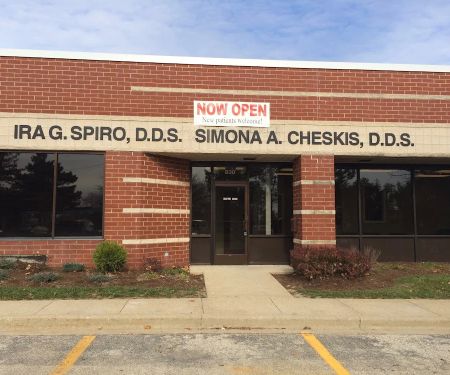 NOW OPEN
New patients welcome!
IRA G. SPIRO, D.D.S. SIMONA A. CHESKIS, D.D.S.